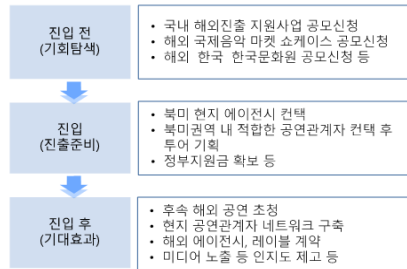 진입 전
(기회탐색)
• 국내 해외진출 지원사업 공모신청
• 해외 국제음악 마켓 쇼케이스 공모신청
• 해외 한국 한국문화원 공모신청 등
진입
(진출준비)
• 북미 현지 에이전시 컨택
• 북미권역 내 적합한 공연관계자 컨택 후
투어 기획
• 정부지원금 확보 등
진입 후
(기대효과)
• 후속 해외 공연 초청
• 현지 공연관계자 네트워크 구축
• 해외 에이전시, 레이블 계약
• 미디어 노출 등 인지도 제고 등